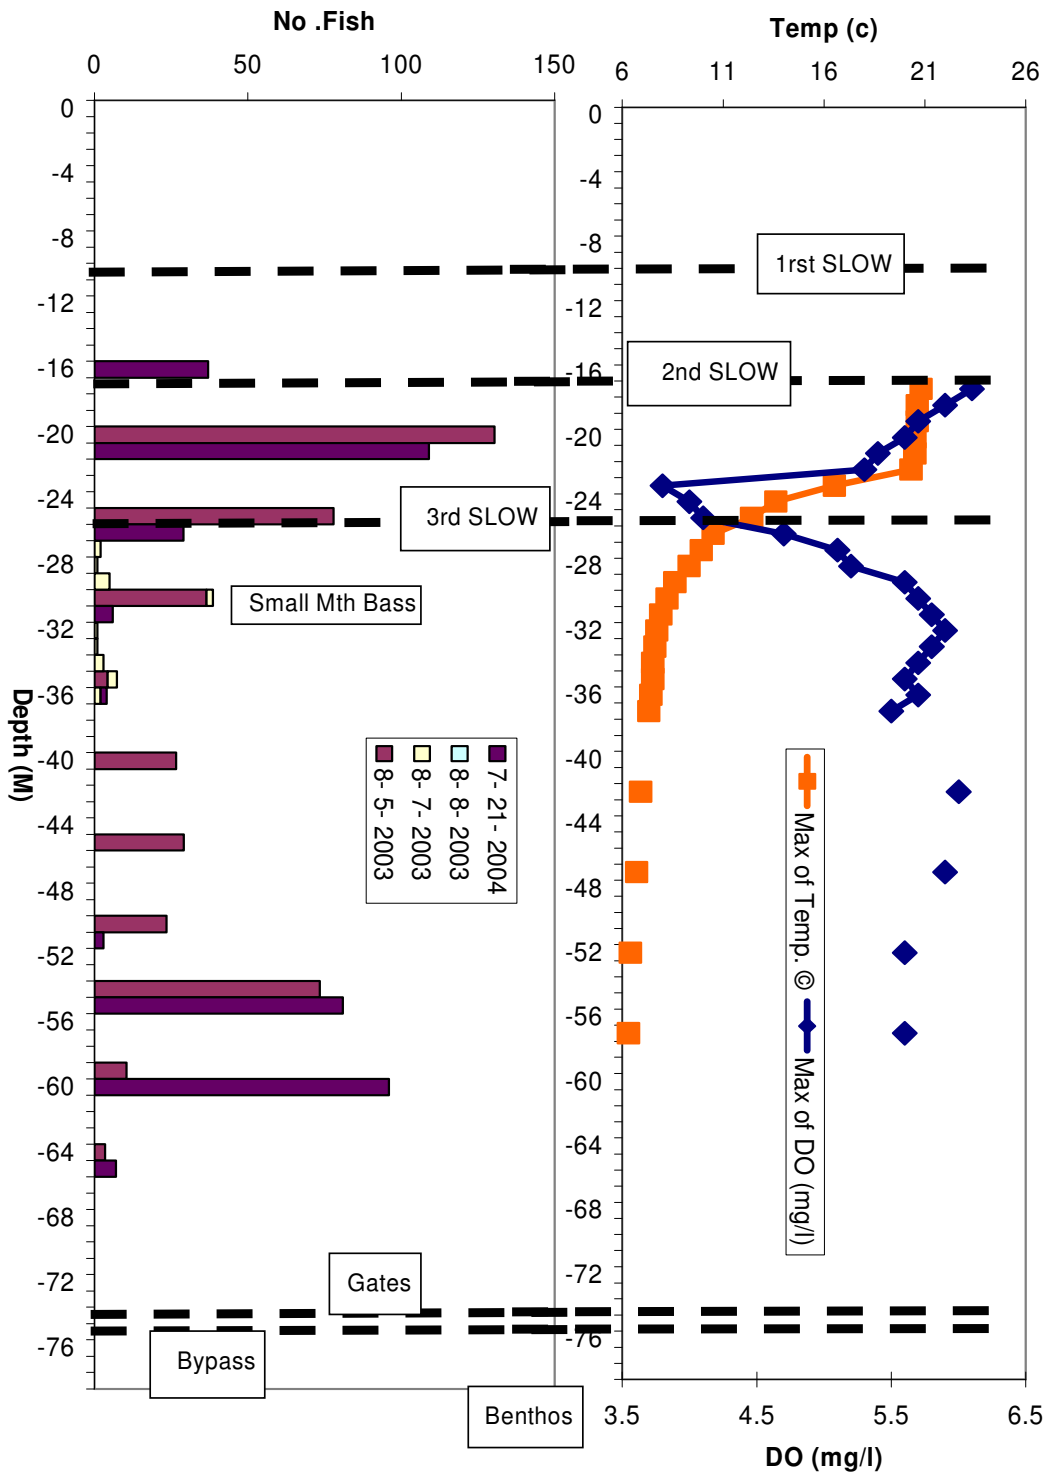 No .Fish
0 50 100 150
Temp (c)
6 11 16 21 26
0
-4
-8
-12
-16
-20
-24
-28
-32
-36
-40
-44
-48
-52
-56
-60
-64
-68
-72
-76
Depth (M)
0
-4
-8
-12
-16
-20
-24
-28
-32
-36
-40
-44
-48
-52
-56
-60
-64
-68
-72
-76
1rst SLOW
2nd SLOW
3rd SLOW
Small Mth Bass
7- 21- 2004
8- 8- 2003
8- 7- 2003
8- 5- 2003
Max of Temp. ©
Max of DO (mg/l)
Gates
Bypass
Benthos
3.5 4.5 5.5 6.5
DO (mg/l)